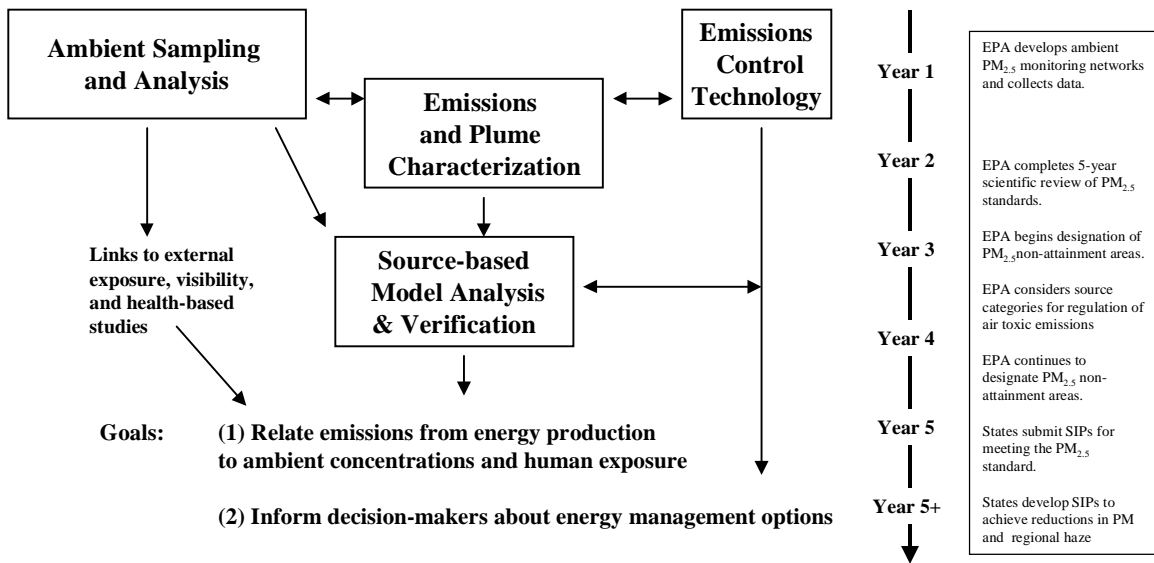 Ambient Sampling
and Analysis
Emissions
Control
Technology
Emissions
and Plume
Characterization
Source-based
Model Analysis
& Verification
Links to external
exposure, visibility,
and health-based
studies
Goals:
(1) Relate emissions from energy production
to ambient concentrations and human exposure
(2) Inform decision-makers about energy management options
Year 1
Year 2
Year 3
Year 4
Year 5
Year 5+
EPA develops ambient
PM2.5 monitoring networks
and collects data.
EPA completes 5-year
scientific review of PM2.5
standards.
EPA begins designation of
PM2.5non-attainment areas.
EPA considers source
categories for regulation of
air toxic emissions
EPA continues to
designate PM2.5 non-
attainment areas.
States submit SIPs for
meeting the PM2.5
standard.
States develop SIPs to
achieve reductions in PM
and regional haze